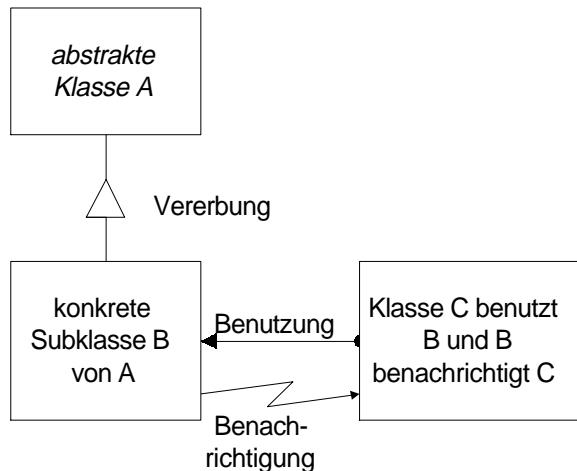 abstrakte
Klasse A
Vererbung
konkrete
Subklasse B
von A
Benutzung
Klasse C benutzt
B und B
benachrichtigt C
Benach-
richtigung